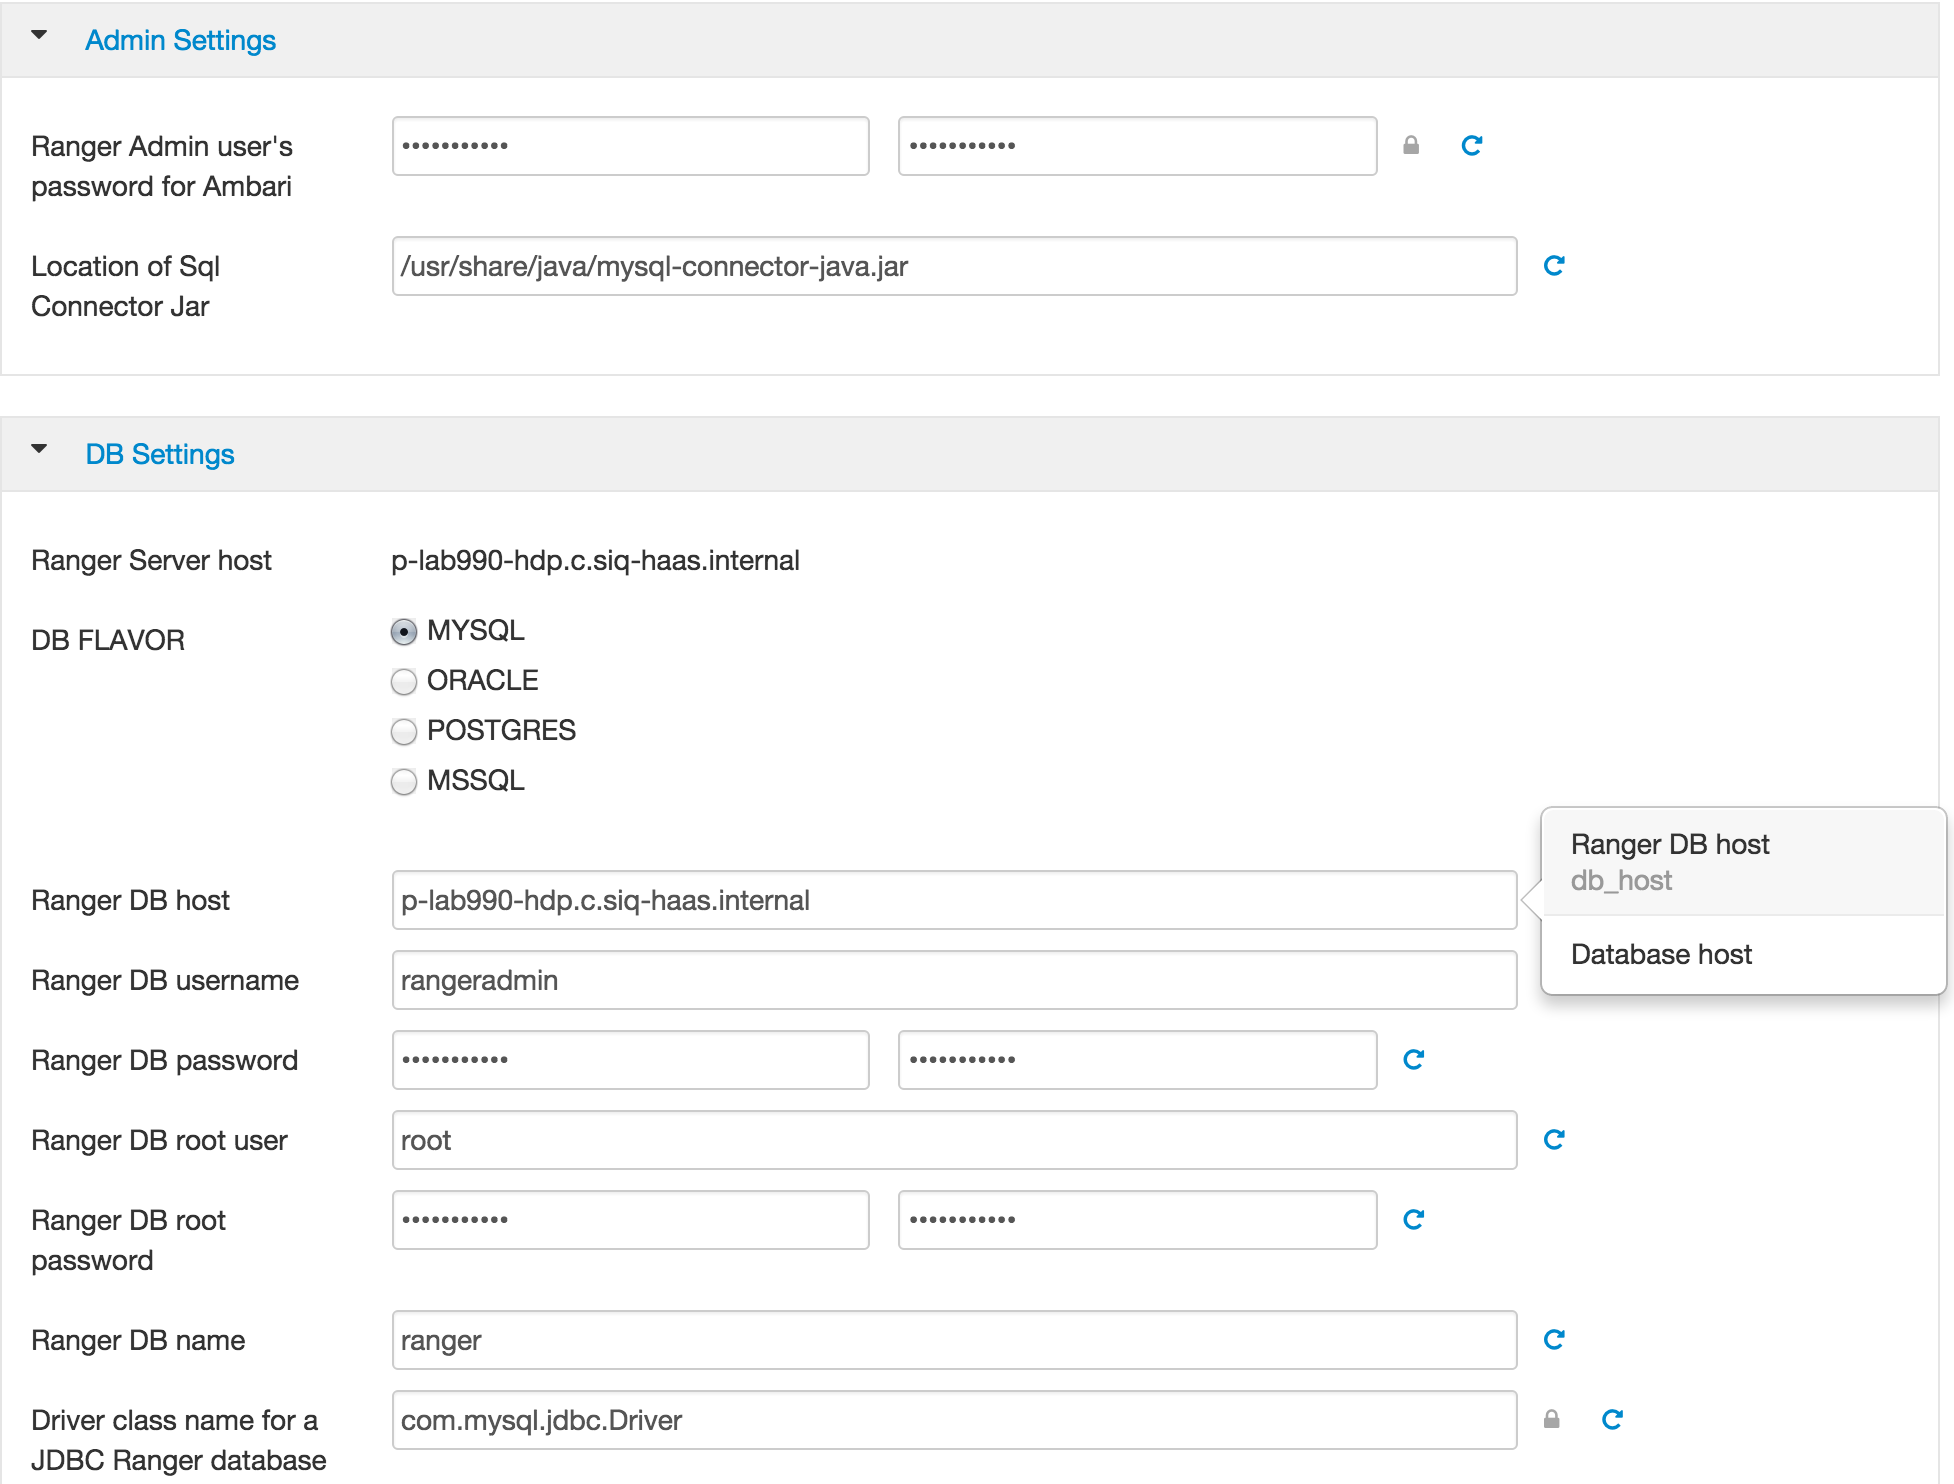 Admin Settings
Ranger Admin user's
password for Ambari
••••••••••• •••••••••••
Location of Sql
Connector Jar
/usr/share/java/mysql-connector-java.jar
DB Settings
Ranger Server host
p-lab990-hdp.c.siq-haas.internal
DB FLAVOR
MYSQL
ORACLE
POSTGRES
MSSQL
Ranger DB host
p-lab990-hdp.c.siq-haas.internal
Ranger DB host
db_host
Database host
Ranger DB username
rangeradmin
Ranger DB password
••••••••••• •••••••••••
Ranger DB root user
root
Ranger DB root
password
••••••••••• •••••••••••
Ranger DB name
ranger
Driver class name for a
JDBC Ranger database
com.mysql.jdbc.Driver